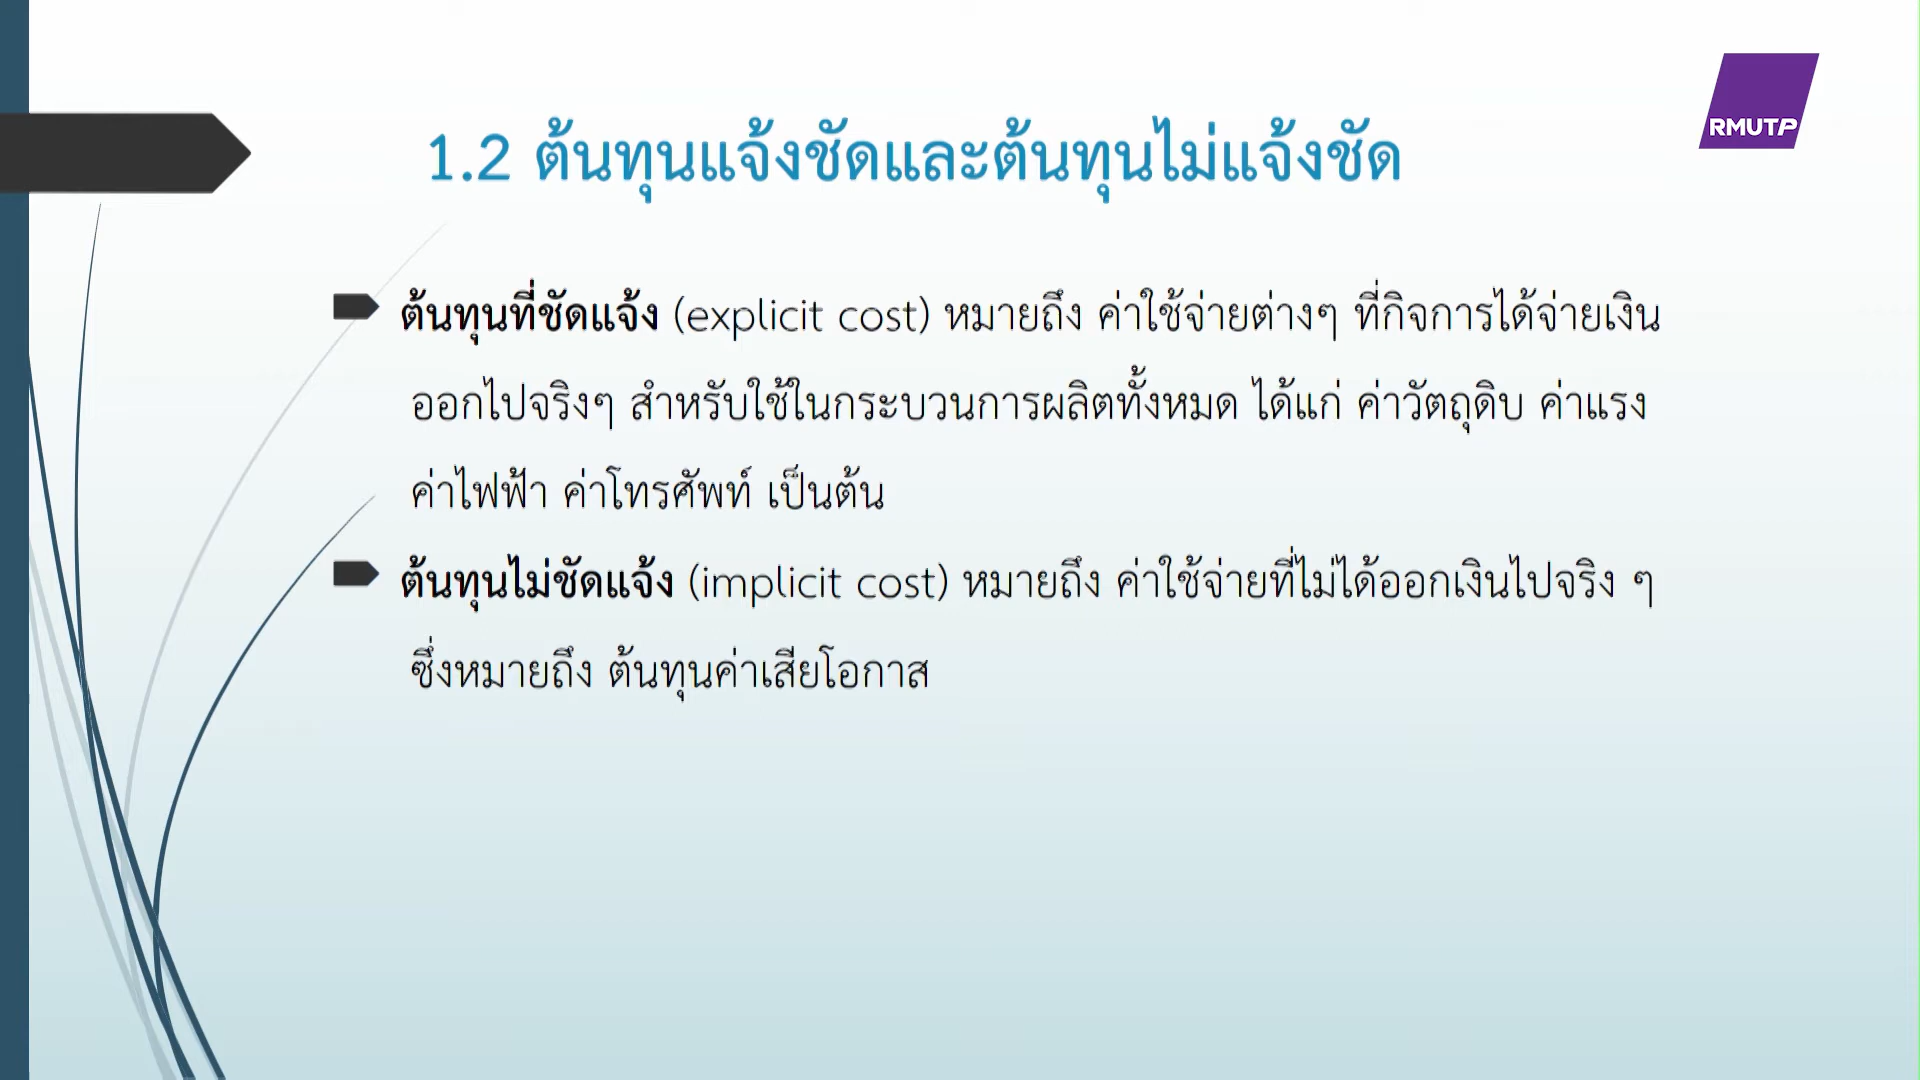 RMUTP
1.2 ต้นทุนแจ้งชัดและต้นทุนไม่แจ้งชัด
ต้นทุนที่ชัดแจ้ง (explicit cost) หมายถึง ค่าใช้จ่ายต่างๆ ที่กิจการได้จ่ายเงิน
ออกไปจริงๆ สำหรับใช้ในกระบวนการผลิตทั้งหมด ได้แก่ ค่าวัตถุดิบ ค่าแรง
ค่าไฟฟ้า ค่าโทรศัพท์ เป็นต้น
ต้นทุนไม่ชัดแจ้ง (implicit cost) หมายถึง ค่าใช้จ่ายที่ไม่ได้ออกเงินไปจริง ๆ
ซึ่งหมายถึง ต้นทุนค่าเสียโอกาส